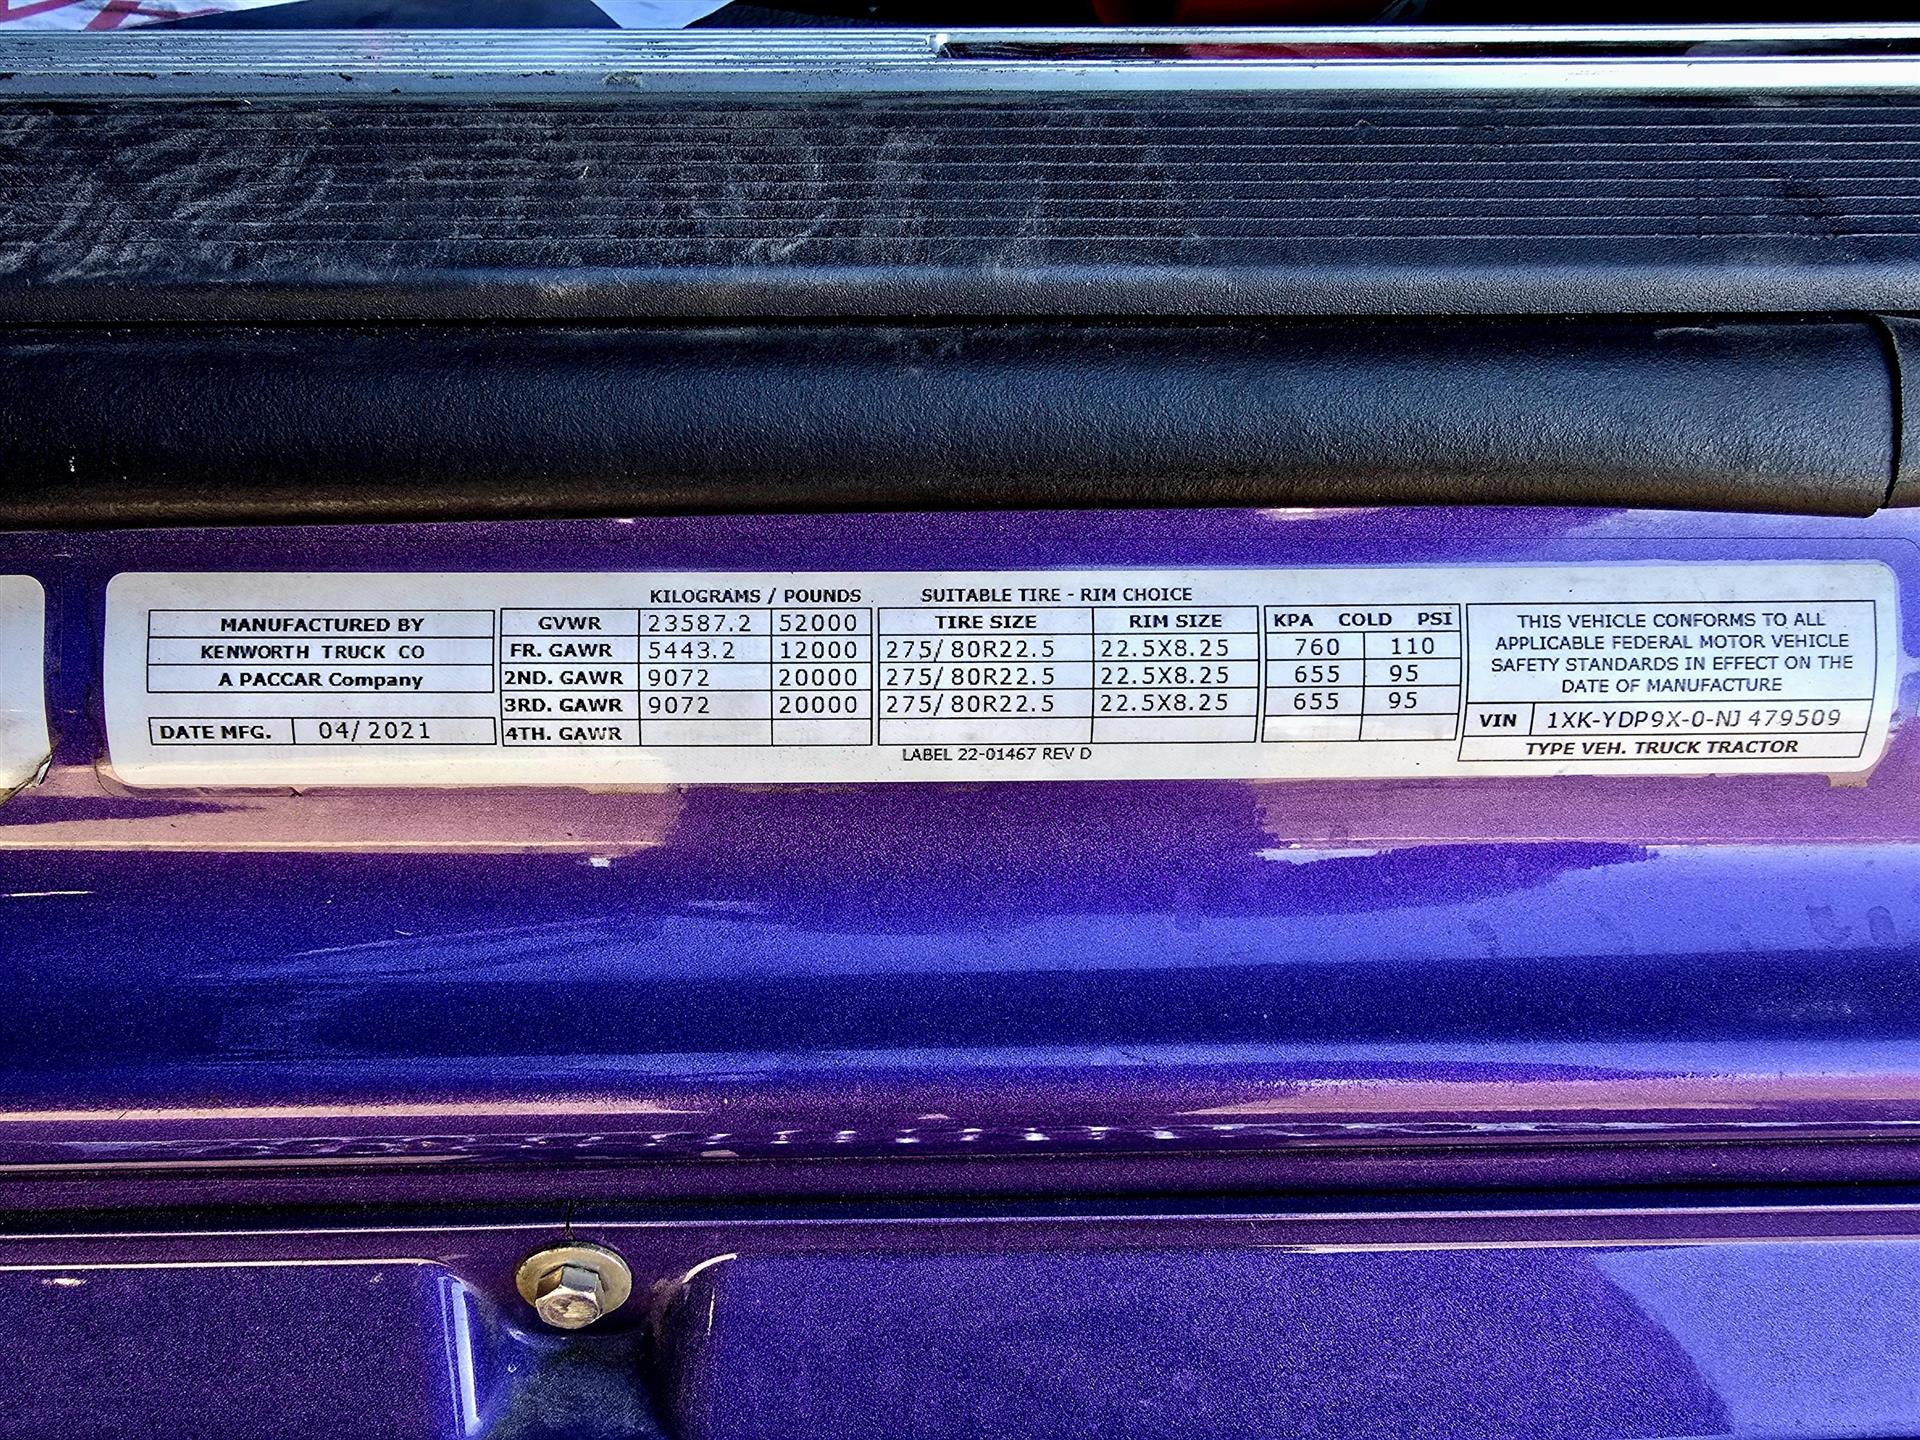 KILOGRAMS / POUNDS SUITABLE TIRE - RIM CHOICE
MANUFACTURED BY
KENWORTH TRUCK CO
A PACCAR Company
DATE MFG. 04/2021
GVWR 23587.2 52000
FR. GAWR 5443.2 12000
2ND. GAWR 9072 20000
3RD. GAWR 9072 20000
4TH. GAWR
TIRE SIZE RIM SIZE
275/80R22.5 22.5X8.25
275/80R22.5 22.5X8.25
275/80R22.5 22.5X8.25
KPA COLD PSI
760 110
655 95
655 95
THIS VEHICLE CONFORMS TO ALL
APPLICABLE FEDERAL MOTOR VEHICLE
SAFETY STANDARDS IN EFFECT ON THE
DATE OF MANUFACTURE
VIN 1XK-YDP9X-0-NJ 479509
TYPE VEH. TRUCK TRACTOR
LABEL 22-01467 REV D